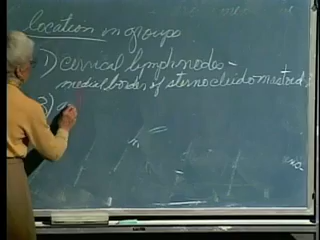 location in groups
1) cervical lymph nodes -
medial border of sternocleidomastoid;
2) a